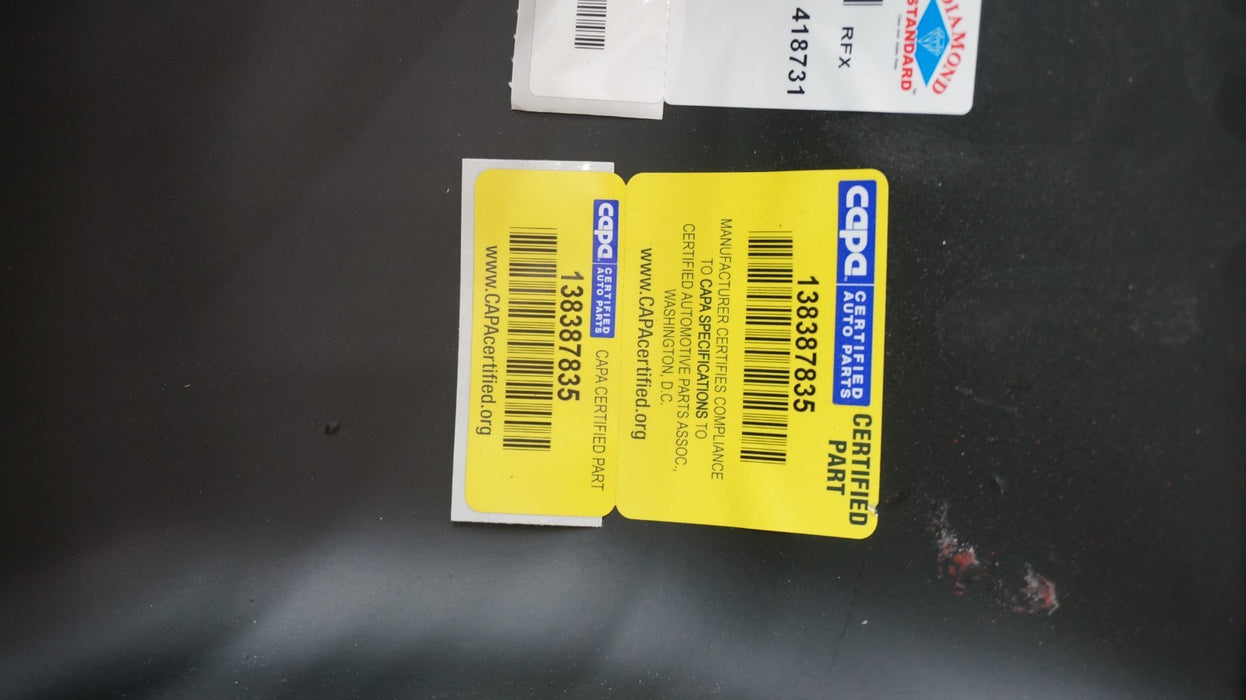 DIAMOND
STANDARD
RFX
418731
capa CERTIFIED AUTO PARTS
CERTIFIED
PART
138387835
MANUFACTURER CERTIFIES COMPLIANCE
TO CAPA SPECIFICATIONS TO
CERTIFIED AUTOMOTIVE PARTS ASSOC.,
WASHINGTON, D.C.
www.CAPAcertified.org
capa CERTIFIED AUTO PARTS CAPA CERTIFIED PART
138387835
www.CAPAcertified.org